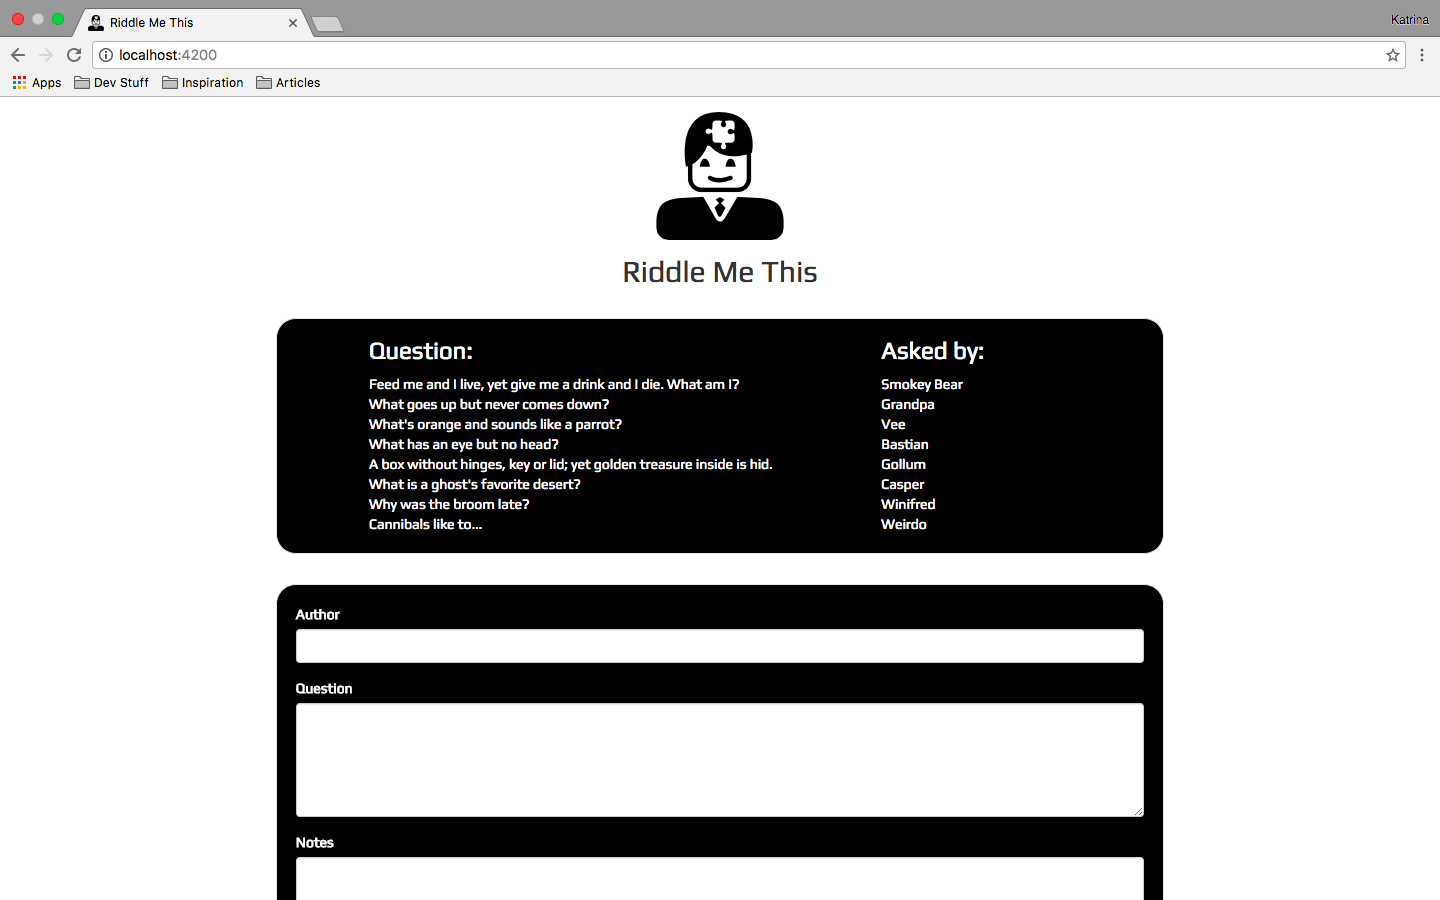 Riddle Me This
Katrina
localhost:4200
Apps Dev Stuff Inspiration Articles
Riddle Me This
Question: Asked by:
Feed me and I live, yet give me a drink and I die. What am I? Smokey Bear
What goes up but never comes down? Grandpa
What's orange and sounds like a parrot? Vee
What has an eye but no head? Bastian
A box without hinges, key or lid; yet golden treasure inside is hid. Gollum
What is a ghost's favorite desert? Casper
Why was the broom late? Winifred
Cannibals like to... Weirdo
Author
Question
Notes